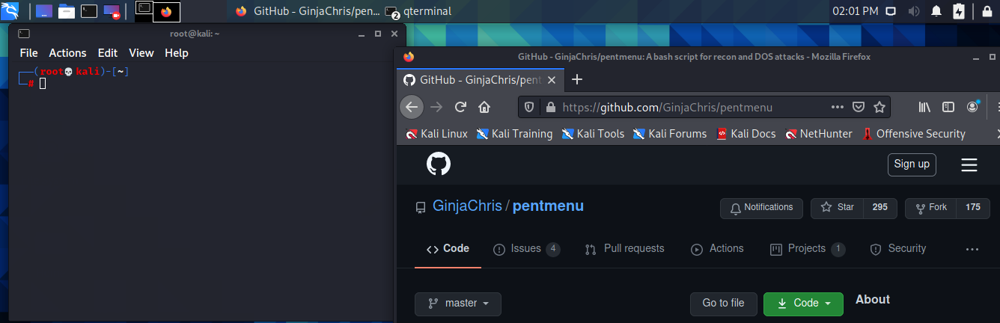 GitHub - GinjaChris/pen... 2 qterminal 02:01 PM
root@kali: ~
File Actions Edit View Help
(root💀kali)-[~]
#
GitHub - GinjaChris/pentmenu: A bash script for recon and DOS attacks - Mozilla Firefox
GitHub - GinjaChris/pent
https://github.com/GinjaChris/pentmenu
Kali Linux Kali Training Kali Tools Kali Forums Kali Docs NetHunter Offensive Security
Sign up
GinjaChris / pentmenu Notifications Star 295 Fork 175
Code Issues 4 Pull requests Actions Projects 1 Security
master Go to file Code About